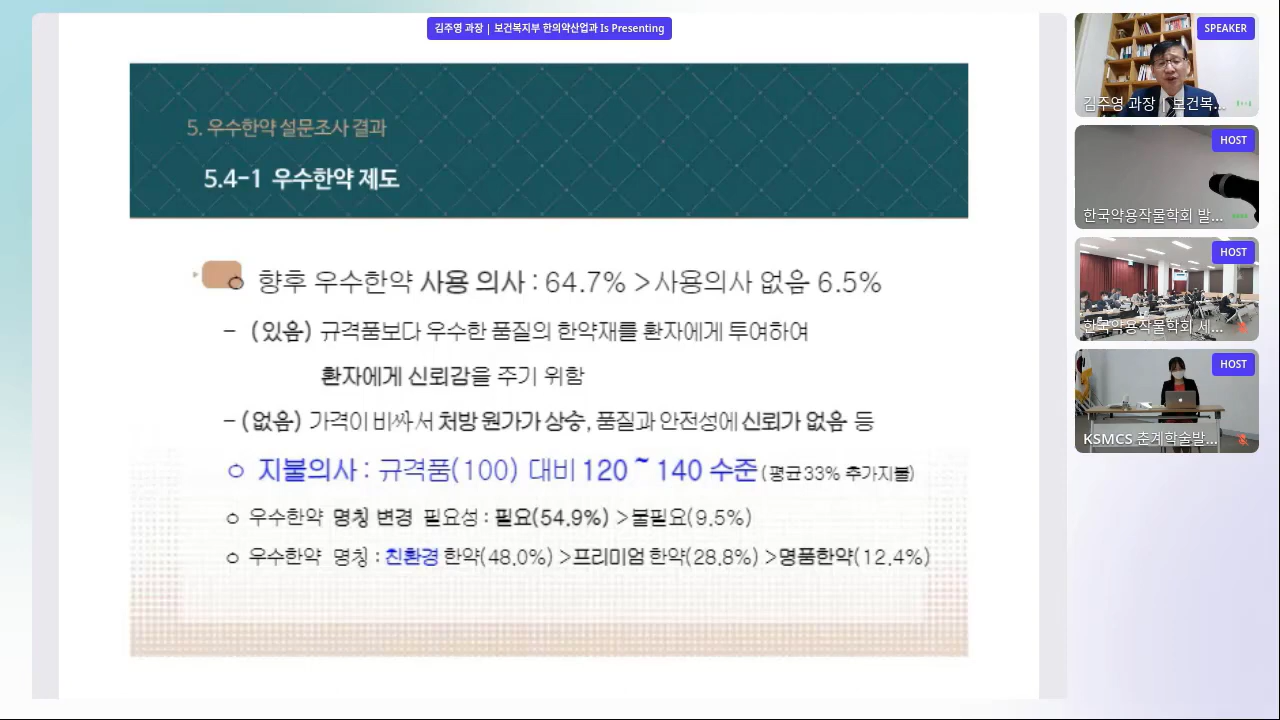 김주영 과장 | 보건복지부 한의약산업과 Is Presenting
5. 우수한약 설문조사 결과
5.4-1 우수한약 제도
o 향후 우수한약 사용 의사 : 64.7% >사용의사 없음 6.5%
- (있음) 규격품보다 우수한 품질의 한약재를 환자에게 투여하여
환자에게 신뢰감을 주기 위함
- (없음) 가격이 비싸서 처방 원가가 상승, 품질과 안전성에 신뢰가 없음 등
o 지불의사 : 규격품(100) 대비 120 ~ 140 수준 (평균33% 추가지불)
o 우수한약 명칭 변경 필요성 : 필요(54.9%) >불필요(9.5%)
o 우수한약 명칭 : 친환경 한약(48.0%) >프리미엄 한약(28.8%) >명품한약(12.4%)
SPEAKER
김주영 과장 | 보건복...
HOST
한국약용작물학회 발...
HOST
한국약용작물학회 세...
HOST
KSMCS 춘계학술발...